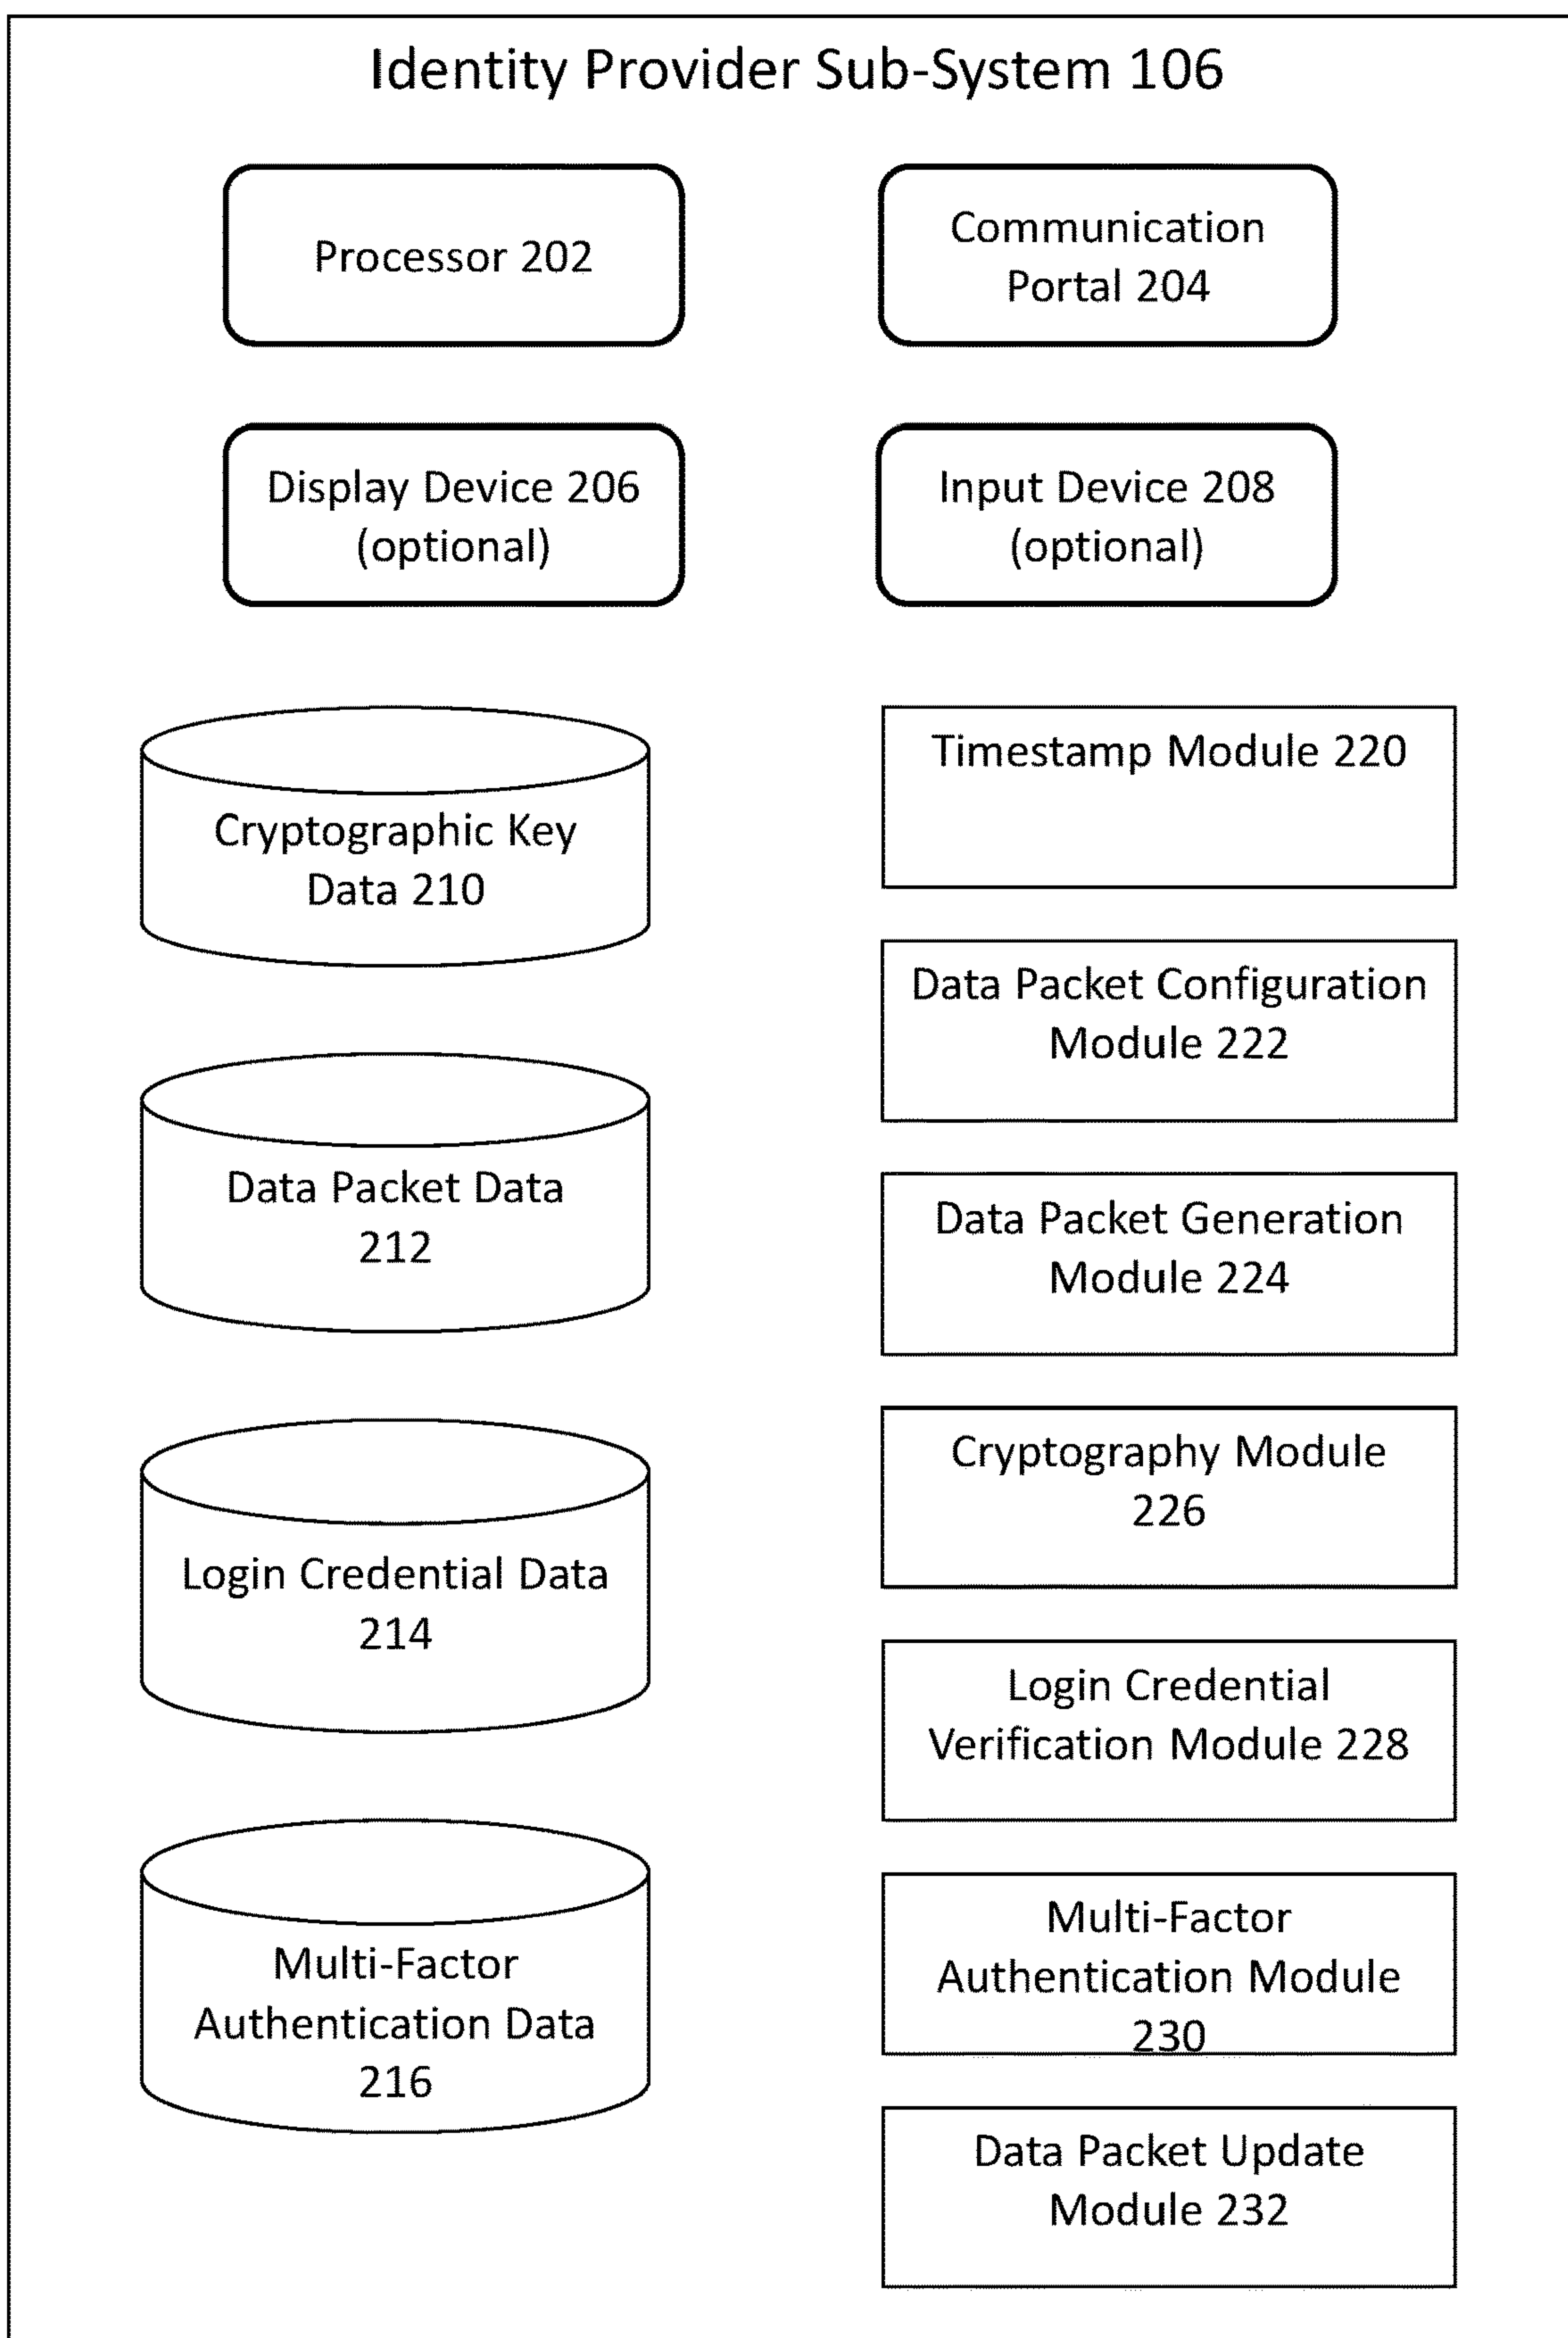 Identity Provider Sub-System 106
Processor 202
Communication
Portal 204
Display Device 206
(optional)
Input Device 208
(optional)
Cryptographic Key
Data 210
Data Packet Data
212
Login Credential Data
214
Multi-Factor
Authentication Data
216
Timestamp Module 220
Data Packet Configuration
Module 222
Data Packet Generation
Module 224
Cryptography Module
226
Login Credential
Verification Module 228
Multi-Factor
Authentication Module
230
Data Packet Update
Module 232